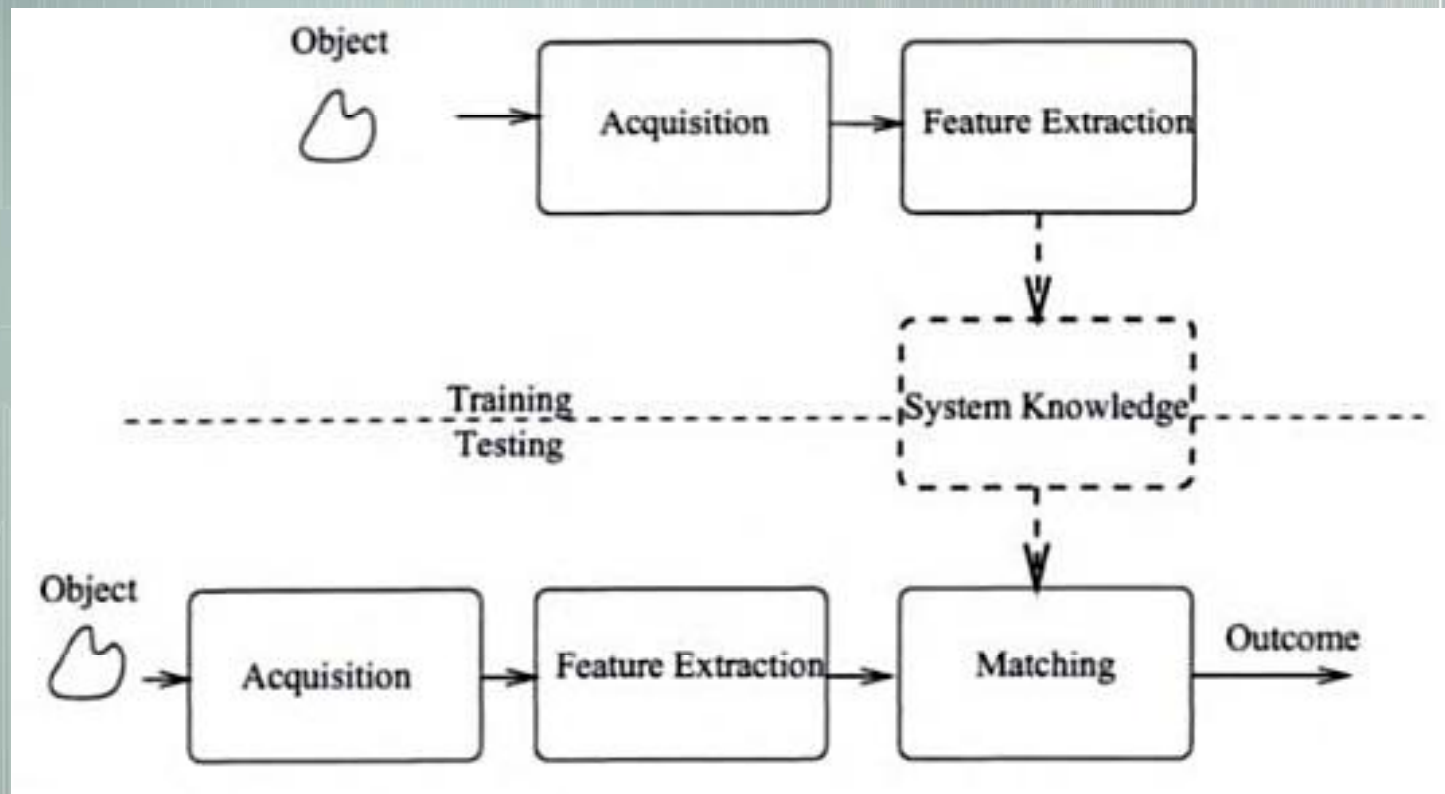 Object
Acquisition
Feature Extraction
Training
System Knowledge
Testing
Object
Acquisition
Feature Extraction
Matching
Outcome